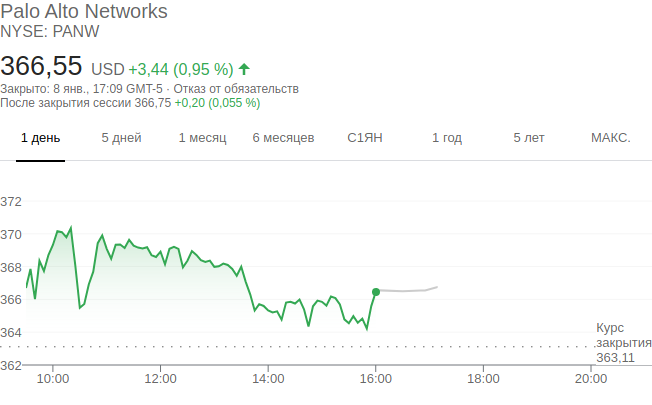 Palo Alto Networks
NYSE: PANW
366,55 USD +3,44 (0,95 %)
Закрыто: 8 янв., 17:09 GMT-5 · Отказ от обязательств
После закрытия сессии 366,75 +0,20 (0,055 %)
1 день 5 дней 1 месяц 6 месяцев С1ЯН 1 год 5 лет МАКС.
372
370
368
366
364
Курс
закрытия
363,11
362
10:00 12:00 14:00 16:00 18:00 20:00